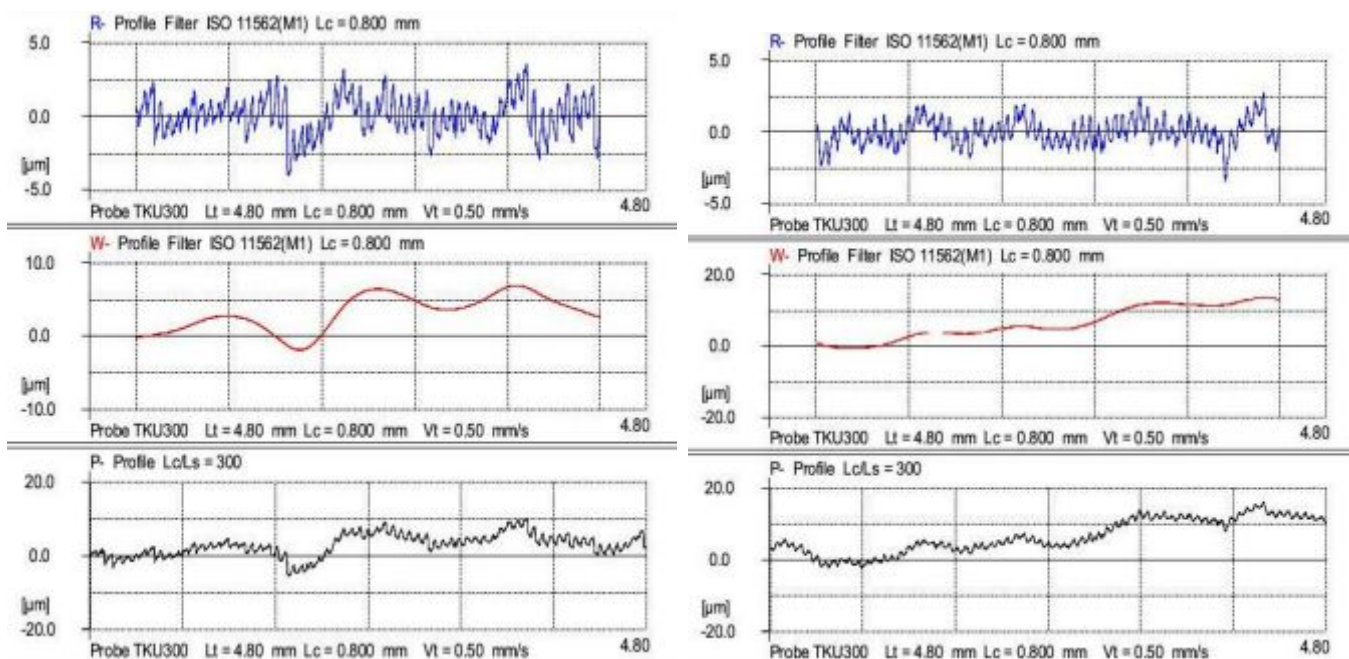 R- Profile Filter ISO 11562(M1) Lc = 0.800 mm
5.0
0.0
[µm]
-5.0
4.80
Probe TKU300 Lt = 4.80 mm Lc = 0.800 mm Vt = 0.50 mm/s
W- Profile Filter ISO 11562(M1) Lc = 0.800 mm
10.0
0.0
[µm]
-10.0
4.80
Probe TKU300 Lt = 4.80 mm Lc = 0.800 mm Vt = 0.50 mm/s
P- Profile Lc/Ls = 300
20.0
0.0
[µm]
-20.0
4.80
Probe TKU300 Lt = 4.80 mm Lc = 0.800 mm Vt = 0.50 mm/s
R- Profile Filter ISO 11562(M1) Lc = 0.800 mm
5.0
0.0
[µm]
-5.0
4.80
Probe TKU300 Lt = 4.80 mm Lc = 0.800 mm Vt = 0.50 mm/s
W- Profile Filter ISO 11562(M1) Lc = 0.800 mm
20.0
0.0
[µm]
-20.0
4.80
Probe TKU300 Lt = 4.80 mm Lc = 0.800 mm Vt = 0.50 mm/s
P- Profile Lc/Ls = 300
20.0
0.0
[µm]
-20.0
4.80
Probe TKU300 Lt = 4.80 mm Lc = 0.800 mm Vt = 0.50 mm/s